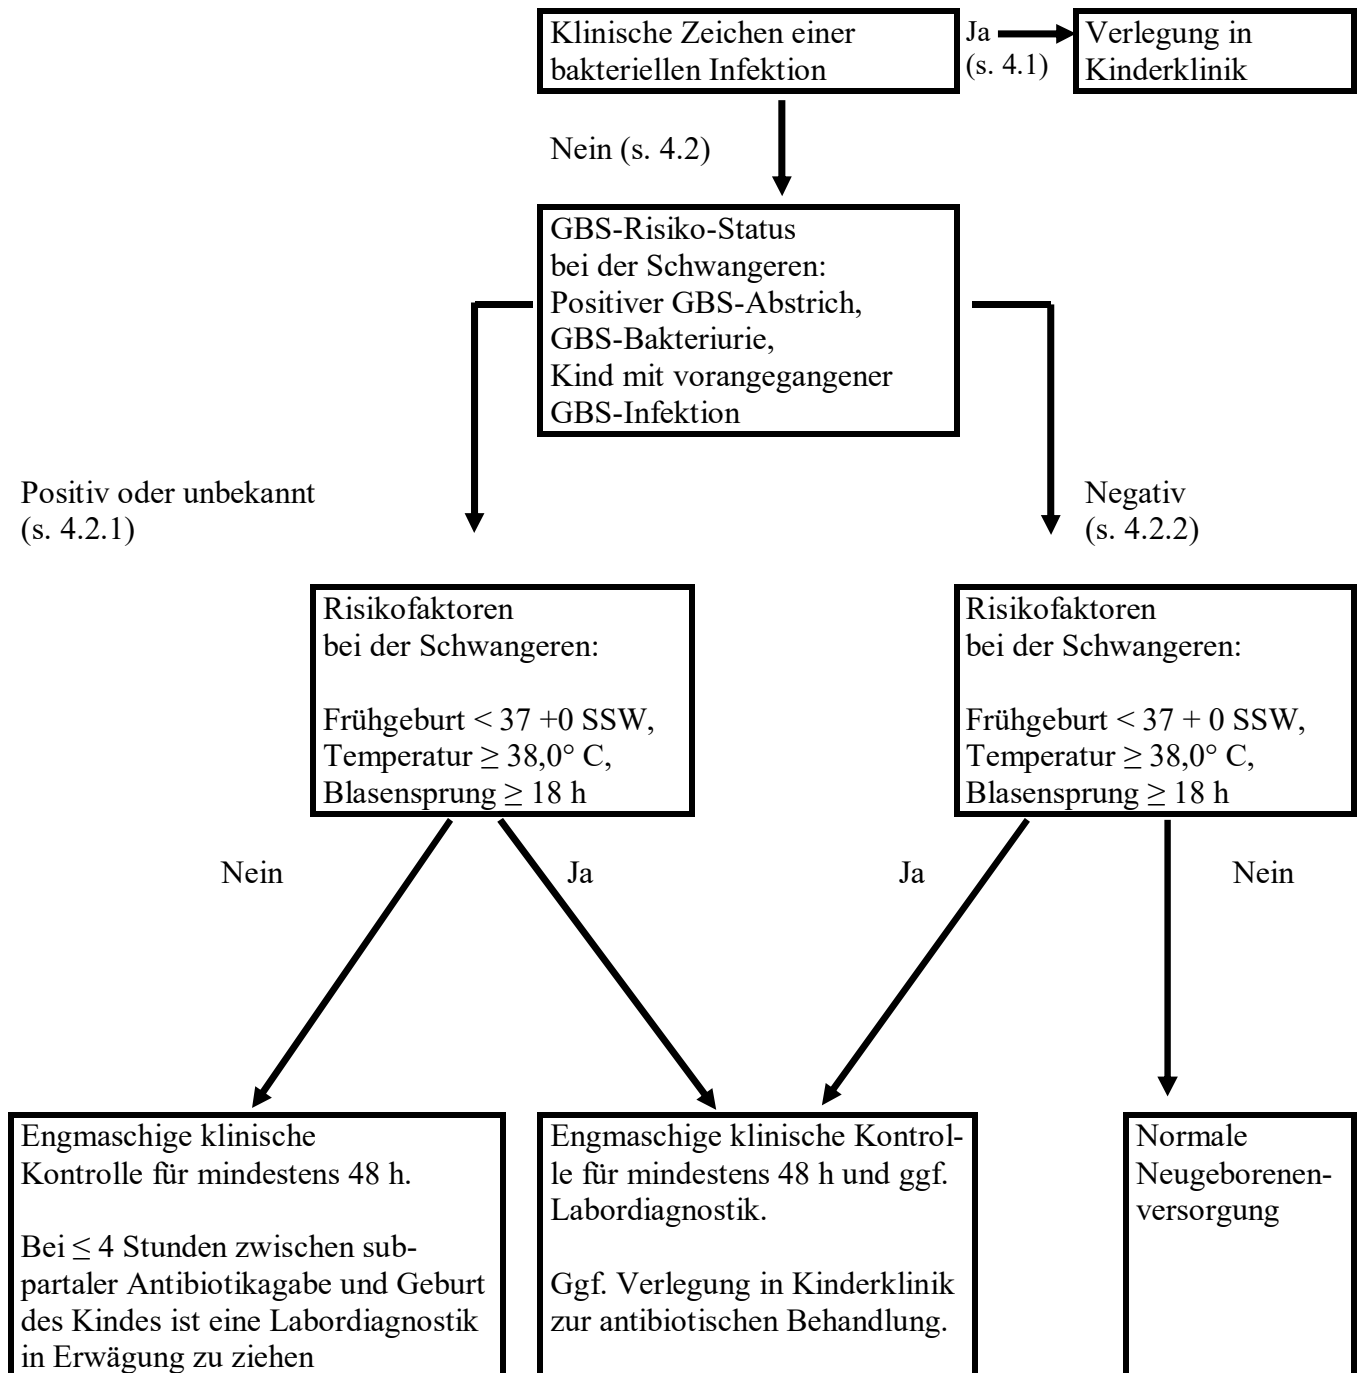 Klinische Zeichen einer
bakteriellen Infektion
Ja
(s. 4.1)
Verlegung in
Kinderklinik
Nein (s. 4.2)
GBS-Risiko-Status
bei der Schwangeren:
Positiver GBS-Abstrich,
GBS-Bakteriurie,
Kind mit vorangegangener
GBS-Infektion
Positiv oder unbekannt
(s. 4.2.1)
Negativ
(s. 4.2.2)
Risikofaktoren
bei der Schwangeren:
Frühgeburt < 37 +0 SSW,
Temperatur ≥ 38,0° C,
Blasensprung ≥ 18 h
Risikofaktoren
bei der Schwangeren:
Frühgeburt < 37 + 0 SSW,
Temperatur ≥ 38,0° C,
Blasensprung ≥ 18 h
Nein
Ja
Ja
Nein
Engmaschige klinische
Kontrolle für mindestens 48 h.
Bei ≤ 4 Stunden zwischen sub-
partaler Antibiotikagabe und Geburt
des Kindes ist eine Labordiagnostik
in Erwägung zu ziehen
Engmaschige klinische Kontrol-
le für mindestens 48 h und ggf.
Labordiagnostik.
Ggf. Verlegung in Kinderklinik
zur antibiotischen Behandlung.
Normale
Neugeborenen-
versorgung